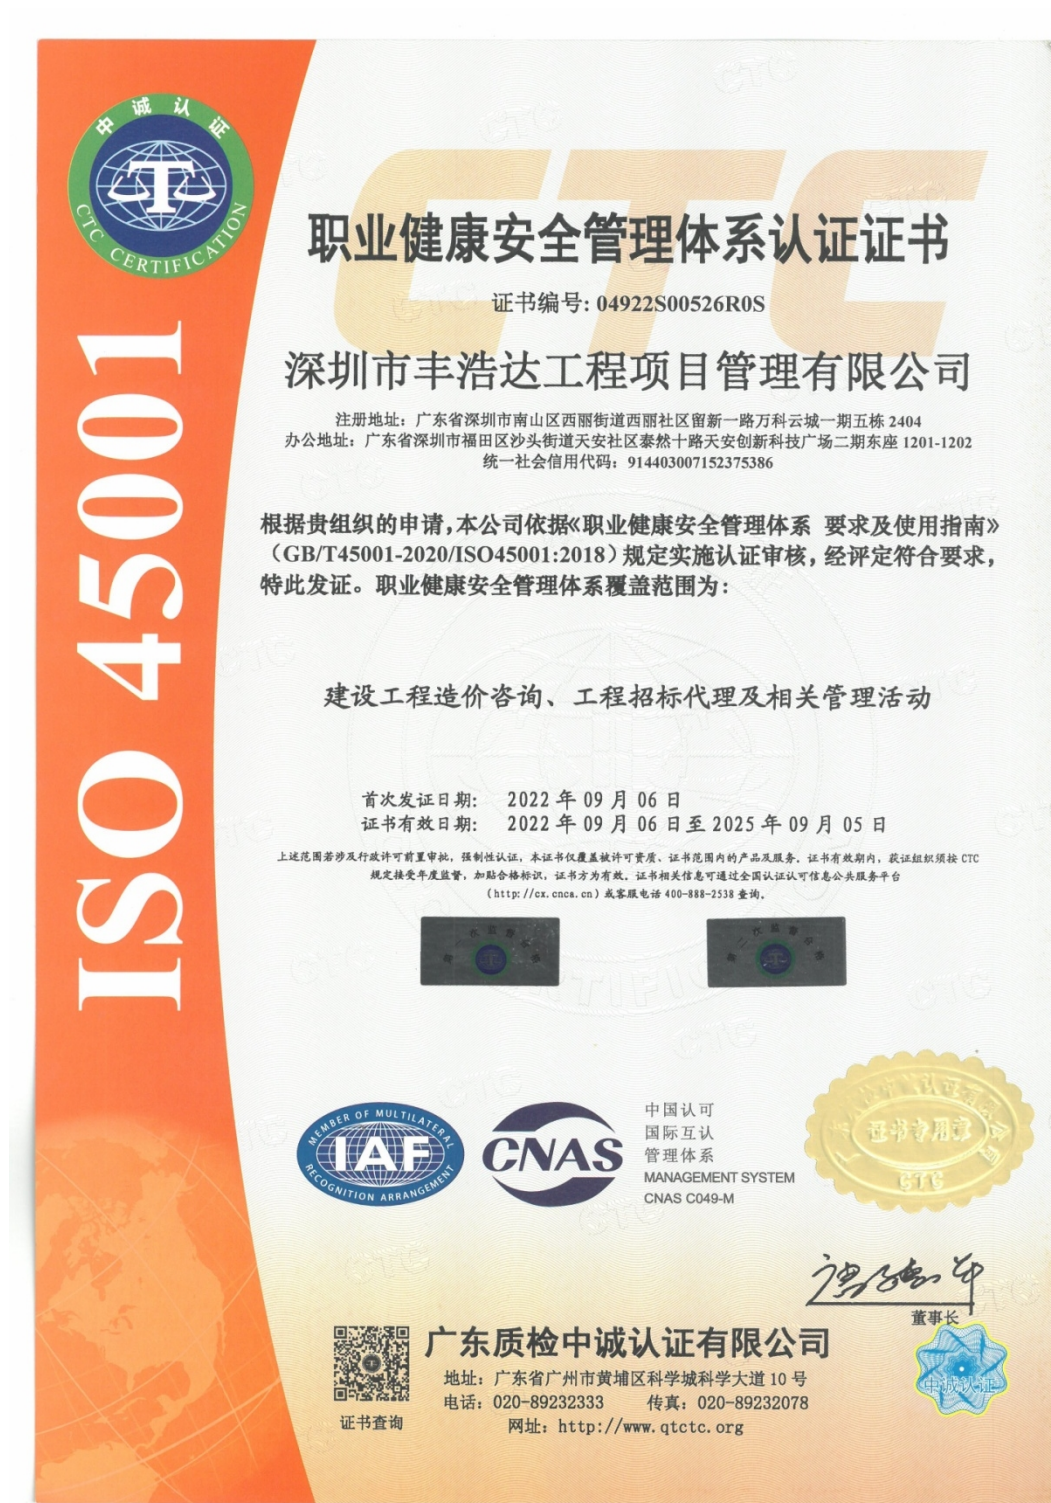 中诚认证
CTC CERTIFICATION
ISO 45001
CTC
职业健康安全管理体系认证证书
证书编号: 04922S00526R0S
深圳市丰浩达工程项目管理有限公司
注册地址：广东省深圳市南山区西丽街道西丽社区留新一路万科云城一期五栋 2404
办公地址：广东省深圳市福田区沙头街道天安社区泰然十路天安创新科技广场二期东座 1201-1202
统一社会信用代码：914403007152375386
根据贵组织的申请,本公司依据《职业健康安全管理体系 要求及使用指南》
（GB/T45001-2020/ISO45001:2018）规定实施认证审核，经评定符合要求，
特此发证。职业健康安全管理体系覆盖范围为：
建设工程造价咨询、工程招标代理及相关管理活动
首次发证日期： 2022 年 09 月 06 日
证书有效日期： 2022 年 09 月 06 日至 2025 年 09 月 05 日
上述范围若涉及行政许可前置审批，强制性认证，本证书仅覆盖被许可资质、证书范围内的产品及服务。证书有效期内，获证组织须按 CTC
规定接受年度监督，加贴合格标识，证书方为有效。证书相关信息可通过全国认证认可信息公共服务平台
（http://cx.cnca.cn）或客服电话 400-888-2538 查询。
MEMBER OF MULTILATERAL
IAF
RECOGNITION ARRANGEMENT
CNAS
中国认可
国际互认
管理体系
MANAGEMENT SYSTEM
CNAS C049-M
证书专用章
CTC
董事长
中诚认证
证书查询
广东质检中诚认证有限公司
地址：广东省广州市黄埔区科学城科学大道 10 号
电话：020-89232333 传真：020-89232078
网址：http://www.qtctc.org